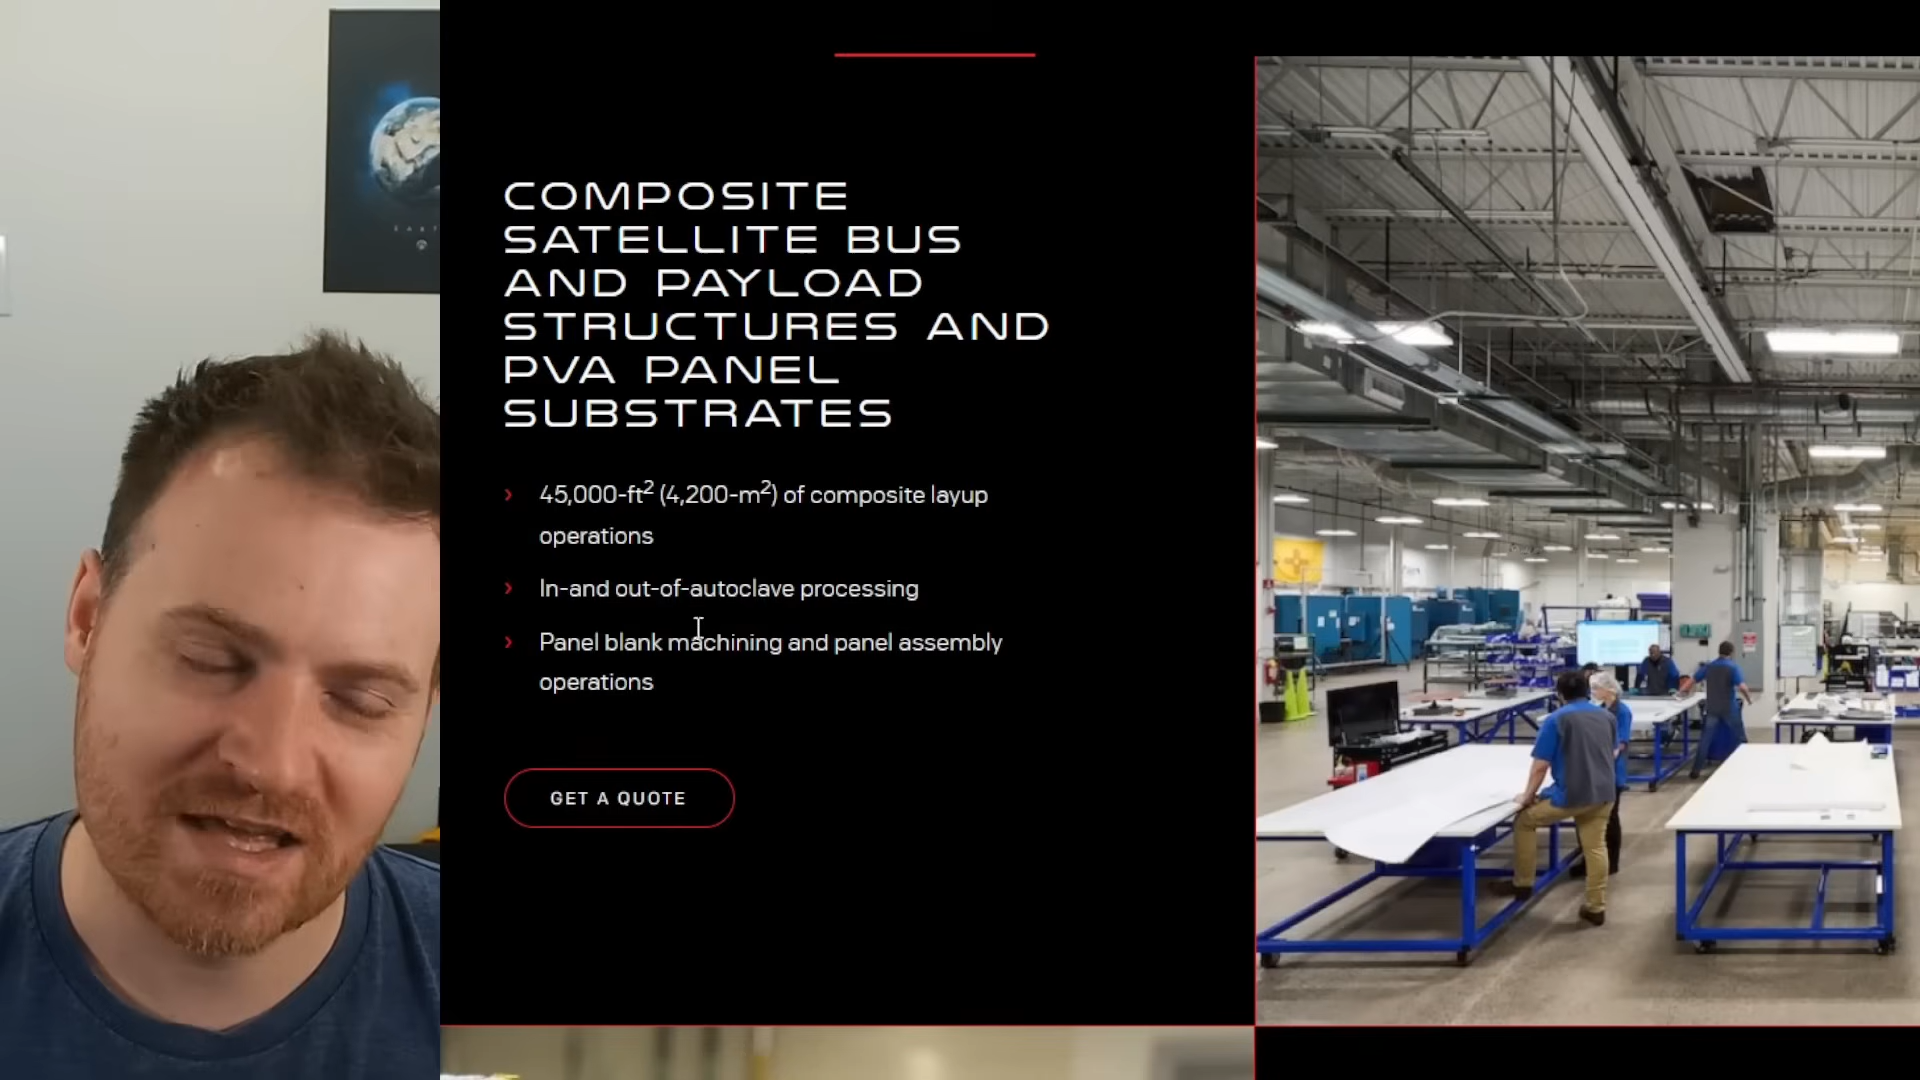 COMPOSITE
SATELLITE BUS
AND PAYLOAD
STRUCTURES AND
PVA PANEL
SUBSTRATES
45,000-ft² (4,200-m²) of composite layup
operations
In-and out-of-autoclave processing
Panel blank machining and panel assembly
operations
GET A QUOTE